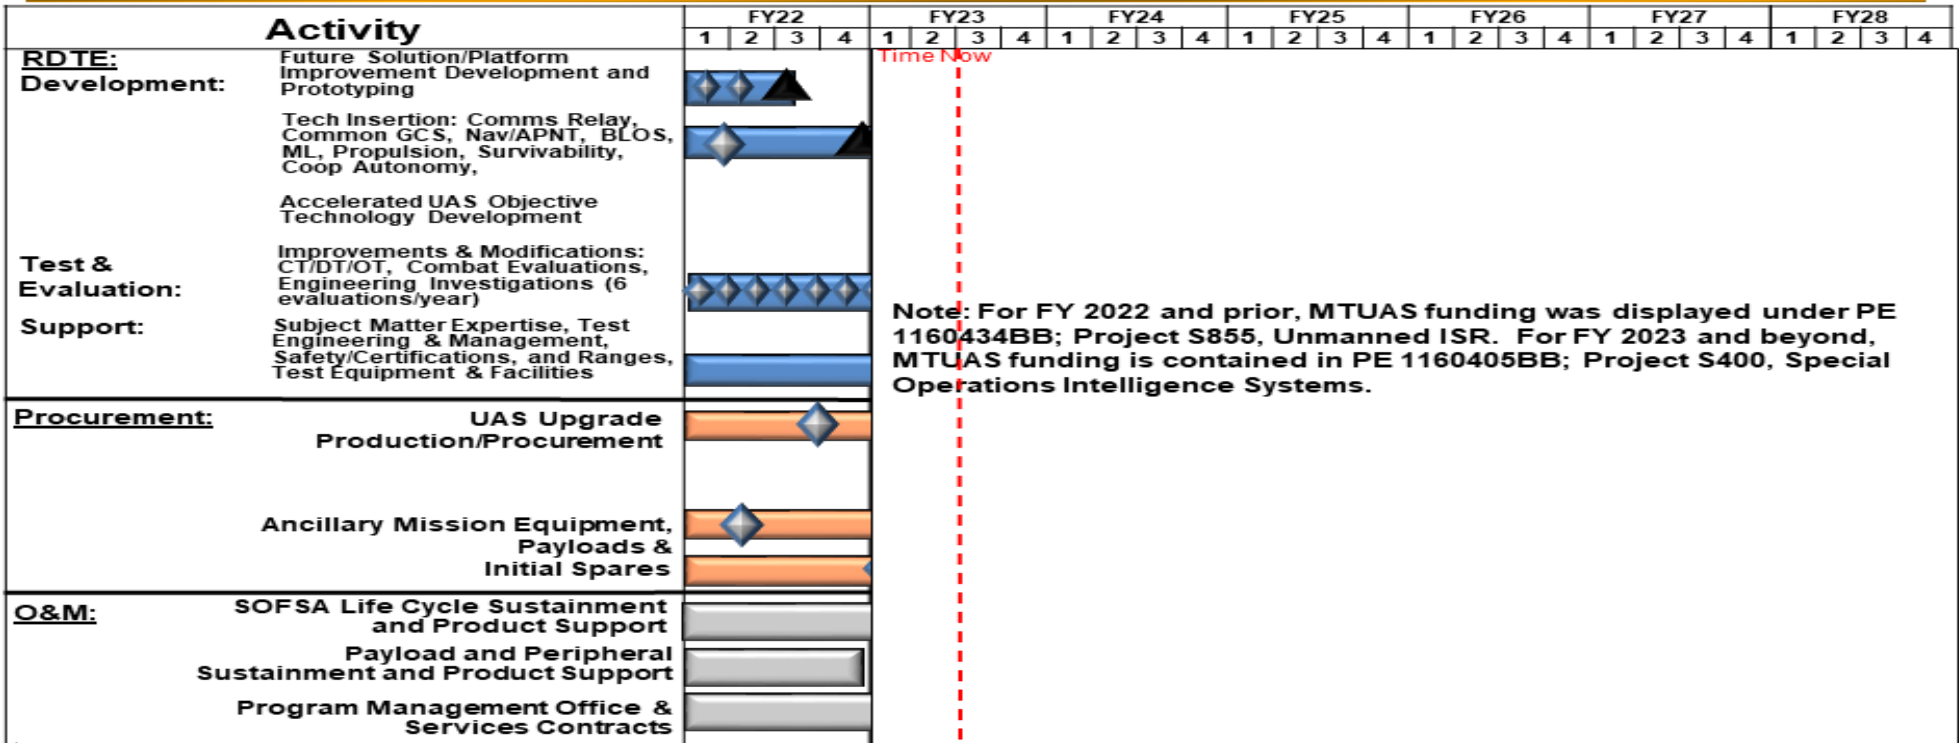 Activity
FY22 FY23 FY24 FY25 FY26 FY27 FY28
1 2 3 4 1 2 3 4 1 2 3 4 1 2 3 4 1 2 3 4 1 2 3 4 1 2 3 4
Time Now
RDTE:
Development:
Future Solution/Platform
Improvement Development and
Prototyping
Tech Insertion: Comms Relay,
Common GCS, Nav/APNT, BLOS,
ML, Propulsion, Survivability,
Coop Autonomy,
Accelerated UAS Objective
Technology Development
Test &
Evaluation:
Improvements & Modifications:
CT/DT/OT, Combat Evaluations,
Engineering Investigations (6
evaluations/year)
Support:
Subject Matter Expertise, Test
Engineering & Management,
Safety/Certifications, and Ranges,
Test Equipment & Facilities
Note: For FY 2022 and prior, MTUAS funding was displayed under PE
1160434BB; Project S855, Unmanned ISR. For FY 2023 and beyond,
MTUAS funding is contained in PE 1160405BB; Project S400, Special
Operations Intelligence Systems.
Procurement:
UAS Upgrade
Production/Procurement
Ancillary Mission Equipment,
Payloads &
Initial Spares
O&M:
SOFSA Life Cycle Sustainment
and Product Support
Payload and Peripheral
Sustainment and Product Support
Program Management Office &
Services Contracts